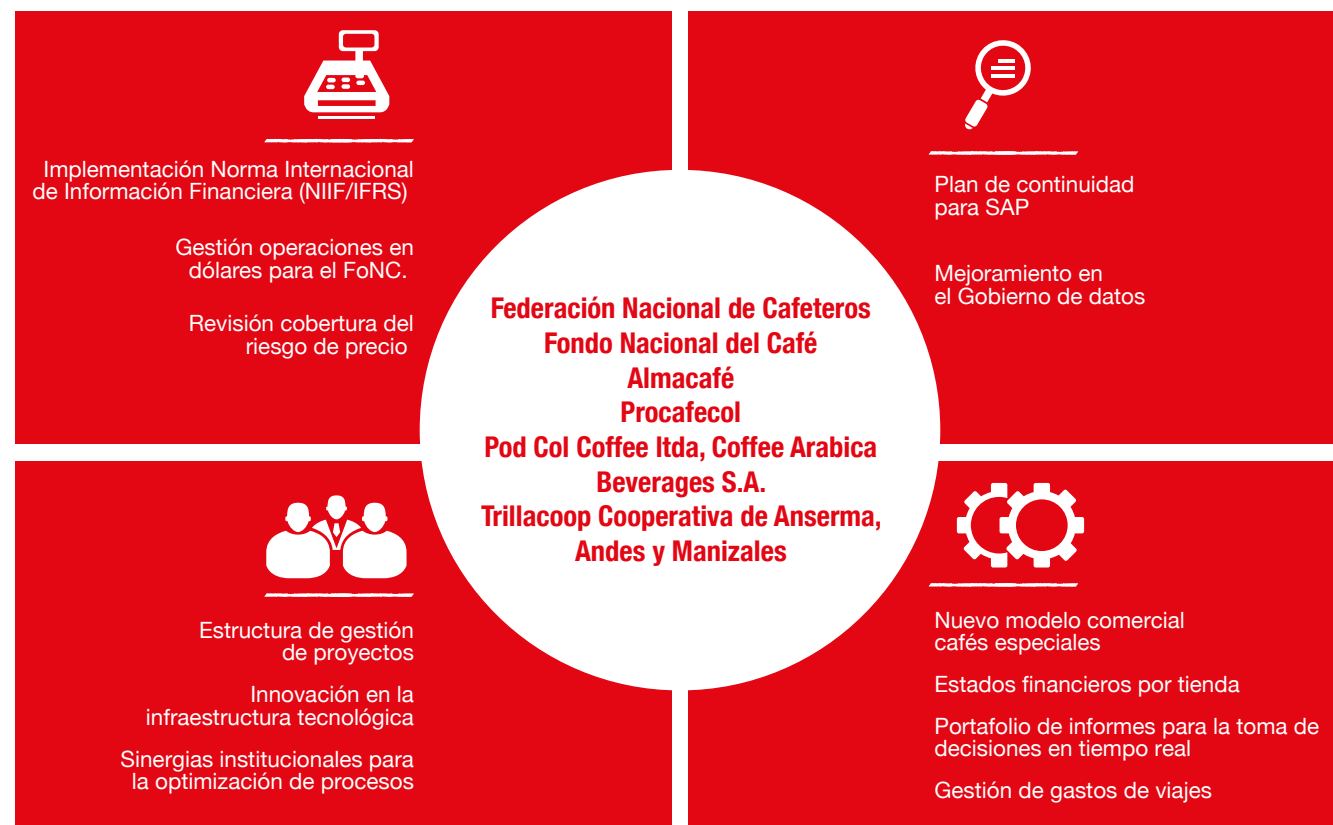 Implementación Norma Internacional
de Información Financiera (NIIF/IFRS)
Gestión operaciones en
dólares para el FoNC.
Revisión cobertura del
riesgo de precio
Plan de continuidad
para SAP
Mejoramiento en
el Gobierno de datos
Federación Nacional de Cafeteros
Fondo Nacional del Café
Almacafé
Procafecol
Pod Col Coffee ltda, Coffee Arabica
Beverages S.A.
Trillacoop Cooperativa de Anserma,
Andes y Manizales
Estructura de gestión
de proyectos
Innovación en la
infraestructura tecnológica
Sinergias institucionales para
la optimización de procesos
Nuevo modelo comercial
cafés especiales
Estados financieros por tienda
Portafolio de informes para la toma de
decisiones en tiempo real
Gestión de gastos de viajes